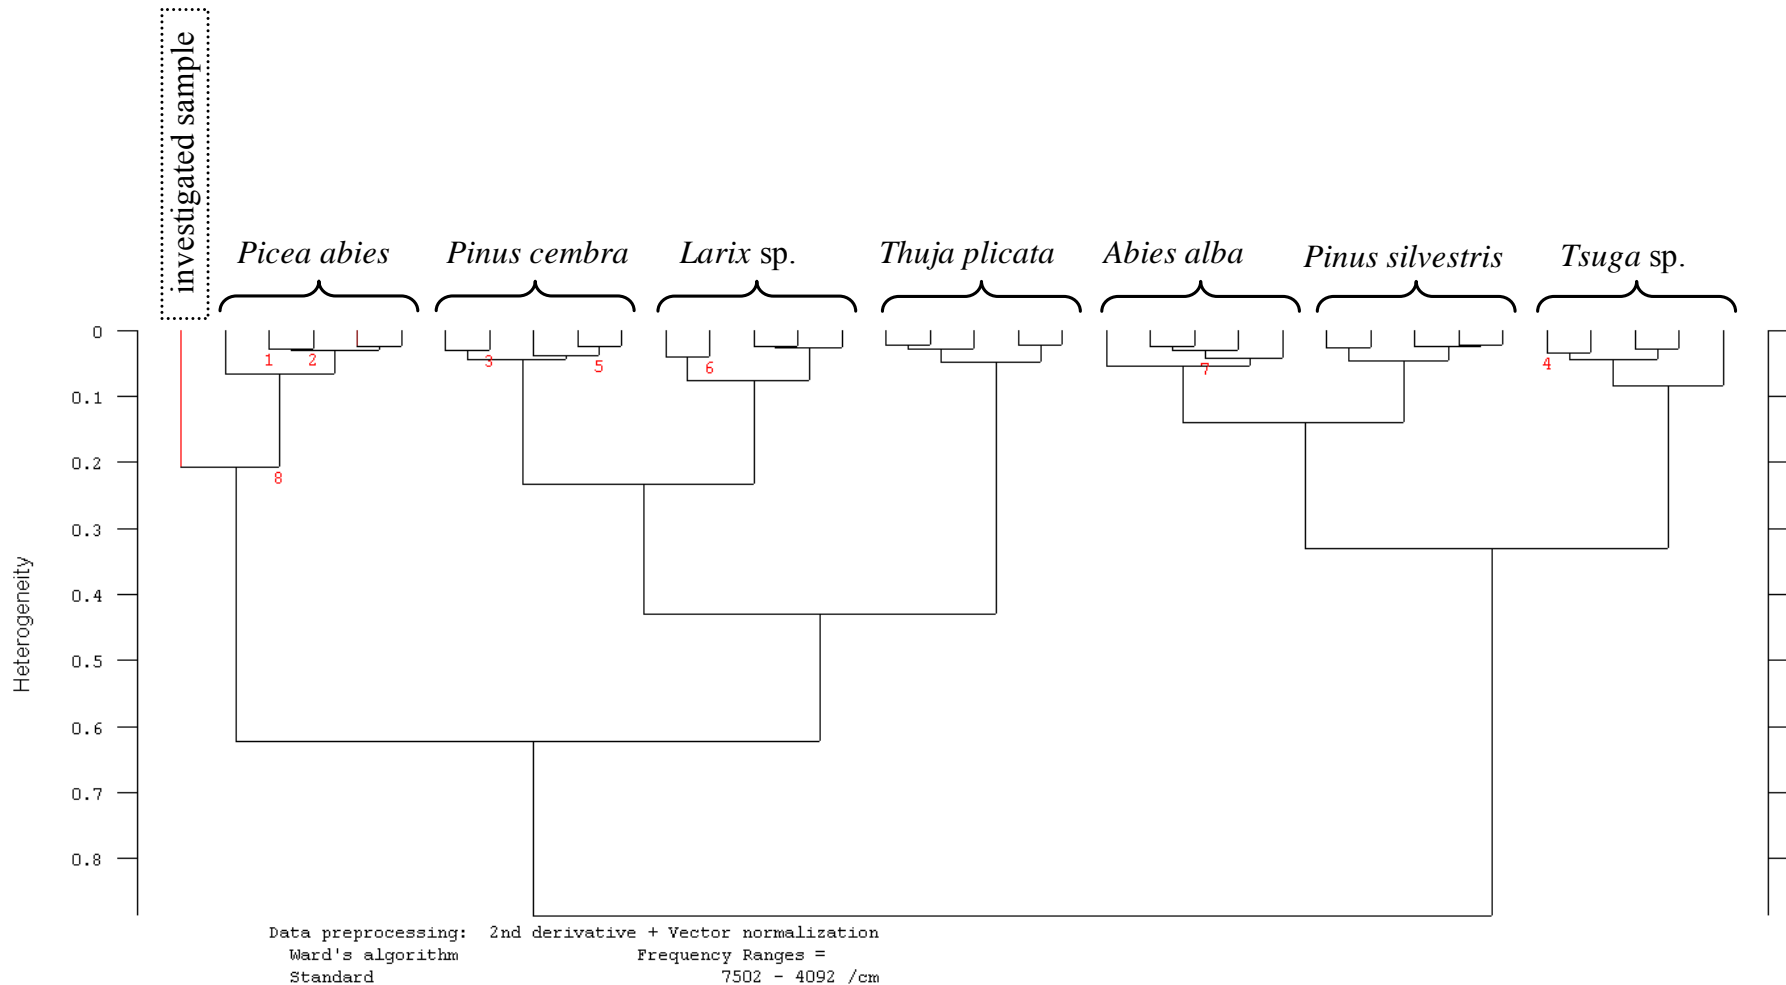 investigated sample
Picea abies
Pinus cembra
Larix sp.
Thuja plicata
Abies alba
Pinus silvestris
Tsuga sp.
0
1
2
3
5
6
7
4
0.1
0.2
8
0.3
0.4
0.5
0.6
0.7
0.8
Heterogeneity
Data preprocessing: 2nd derivative + Vector normalization
Ward's algorithm Frequency Ranges =
Standard 7502 - 4092 /cm